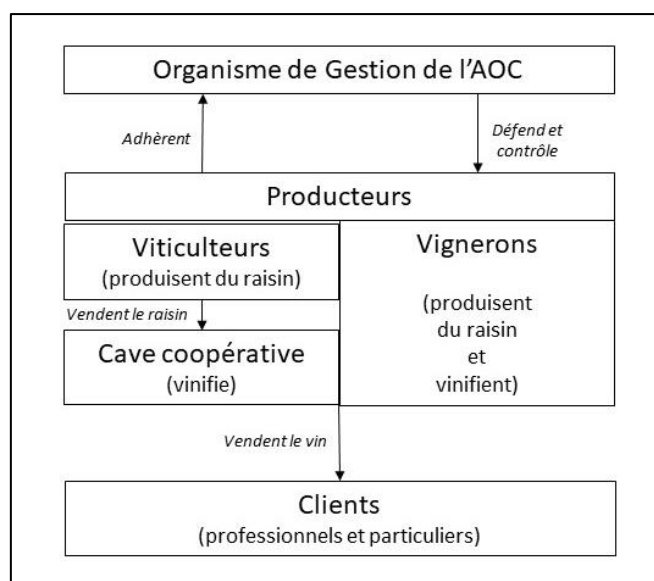 Organisme de Gestion de l'AOC
Adhèrent
Défend et
contrôle
Producteurs
Viticulteurs
(produisent du raisin)
Vendent le raisin
Cave coopérative
(vinifie)
Vignerons
(produisent
du raisin
et
vinifient)
Vendent le vin
Clients
(professionnels et particuliers)